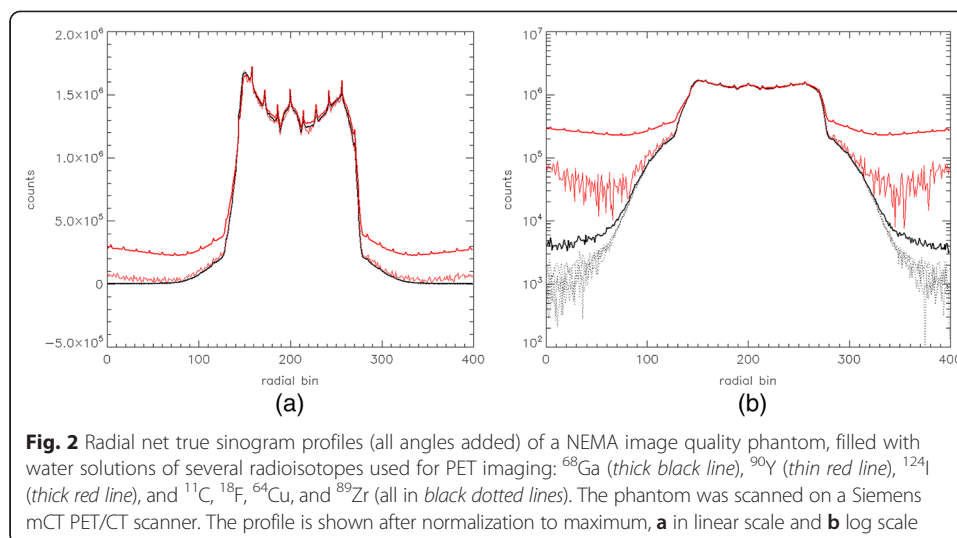 2.0×10⁶
1.5×10⁶
1.0×10⁶
5.0×10⁵
0
−5.0×10⁵
counts
0 100 200 300 400
radial bin
(a)
10⁷
10⁶
10⁵
10⁴
10³
10²
counts
0 100 200 300 400
radial bin
(b)
Fig. 2 Radial net true sinogram profiles (all angles added) of a NEMA image quality phantom, filled with
water solutions of several radioisotopes used for PET imaging: ⁶⁸Ga (thick black line), ⁹⁰Y (thin red line), ¹²⁴I
(thick red line), and ¹¹C, ¹⁸F, ⁶⁴Cu, and ⁸⁹Zr (all in black dotted lines). The phantom was scanned on a Siemens
mCT PET/CT scanner. The profile is shown after normalization to maximum, a in linear scale and b log scale